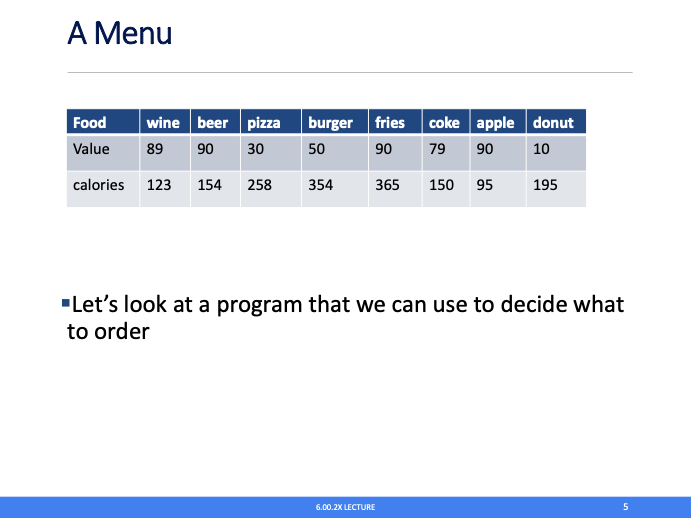 A Menu
Food wine beer pizza burger fries coke apple donut
Value 89 90 30 50 90 79 90 10
calories 123 154 258 354 365 150 95 195
▪Let’s look at a program that we can use to decide what
to order
6.00.2X LECTURE 5